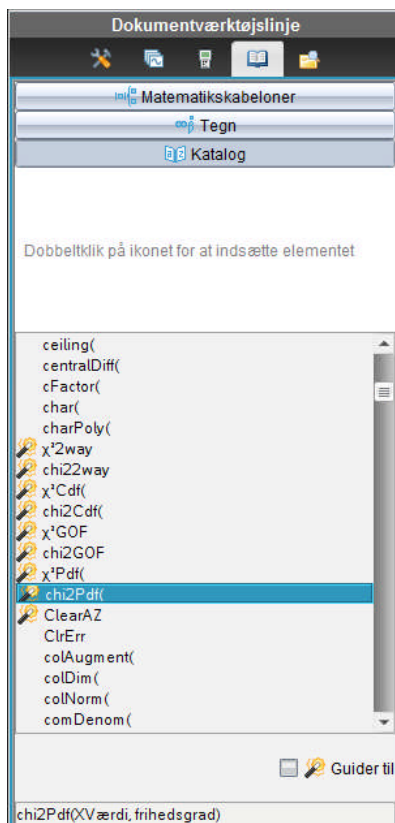 Dokumentværktøjslinje
Matematikskabeloner
Tegn
Katalog
Dobbeltklik på ikonet for at indsætte elementet
ceiling(
centralDiff(
cFactor(
char(
charPoly(
χ²2way
chi22way
χ²Cdf(
chi2Cdf(
χ²GOF
chi2GOF
χ²Pdf(
chi2Pdf(
ClearAZ
ClrErr
colAugment(
colDim(
colNorm(
comDenom(
Guider til
chi2Pdf(XVærdi, frihedsgrad)